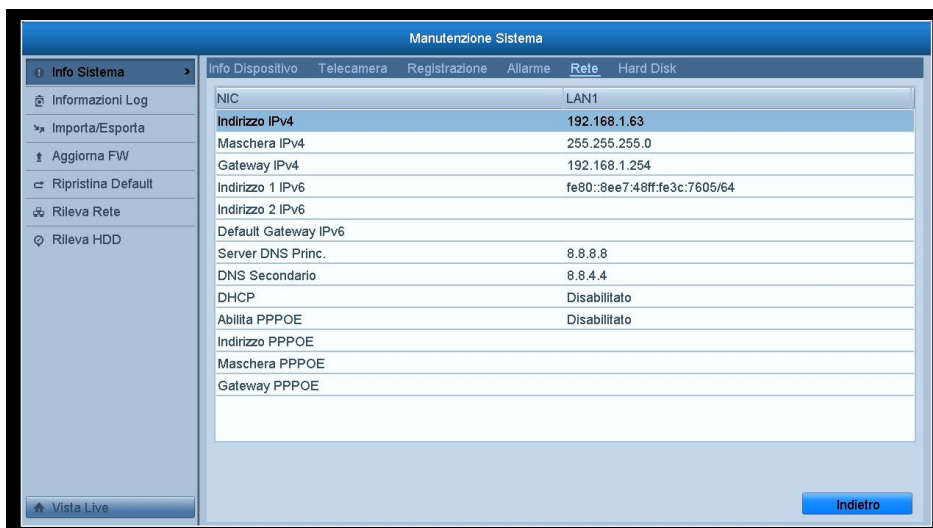 Manutenzione Sistema
Info Sistema >
Informazioni Log
Importa/Esporta
Aggiorna FW
Ripristina Default
Rileva Rete
Rileva HDD
Vista Live
Info Dispositivo Telecamera Registrazione Allarme Rete Hard Disk
NIC LAN1
Indirizzo IPv4 192.168.1.63
Maschera IPv4 255.255.255.0
Gateway IPv4 192.168.1.254
Indirizzo 1 IPv6 fe80::8ee7:48ff:fe3c:7605/64
Indirizzo 2 IPv6
Default Gateway IPv6
Server DNS Princ. 8.8.8.8
DNS Secondario 8.8.4.4
DHCP Disabilitato
Abilita PPPOE Disabilitato
Indirizzo PPPOE
Maschera PPPOE
Gateway PPPOE
Indietro